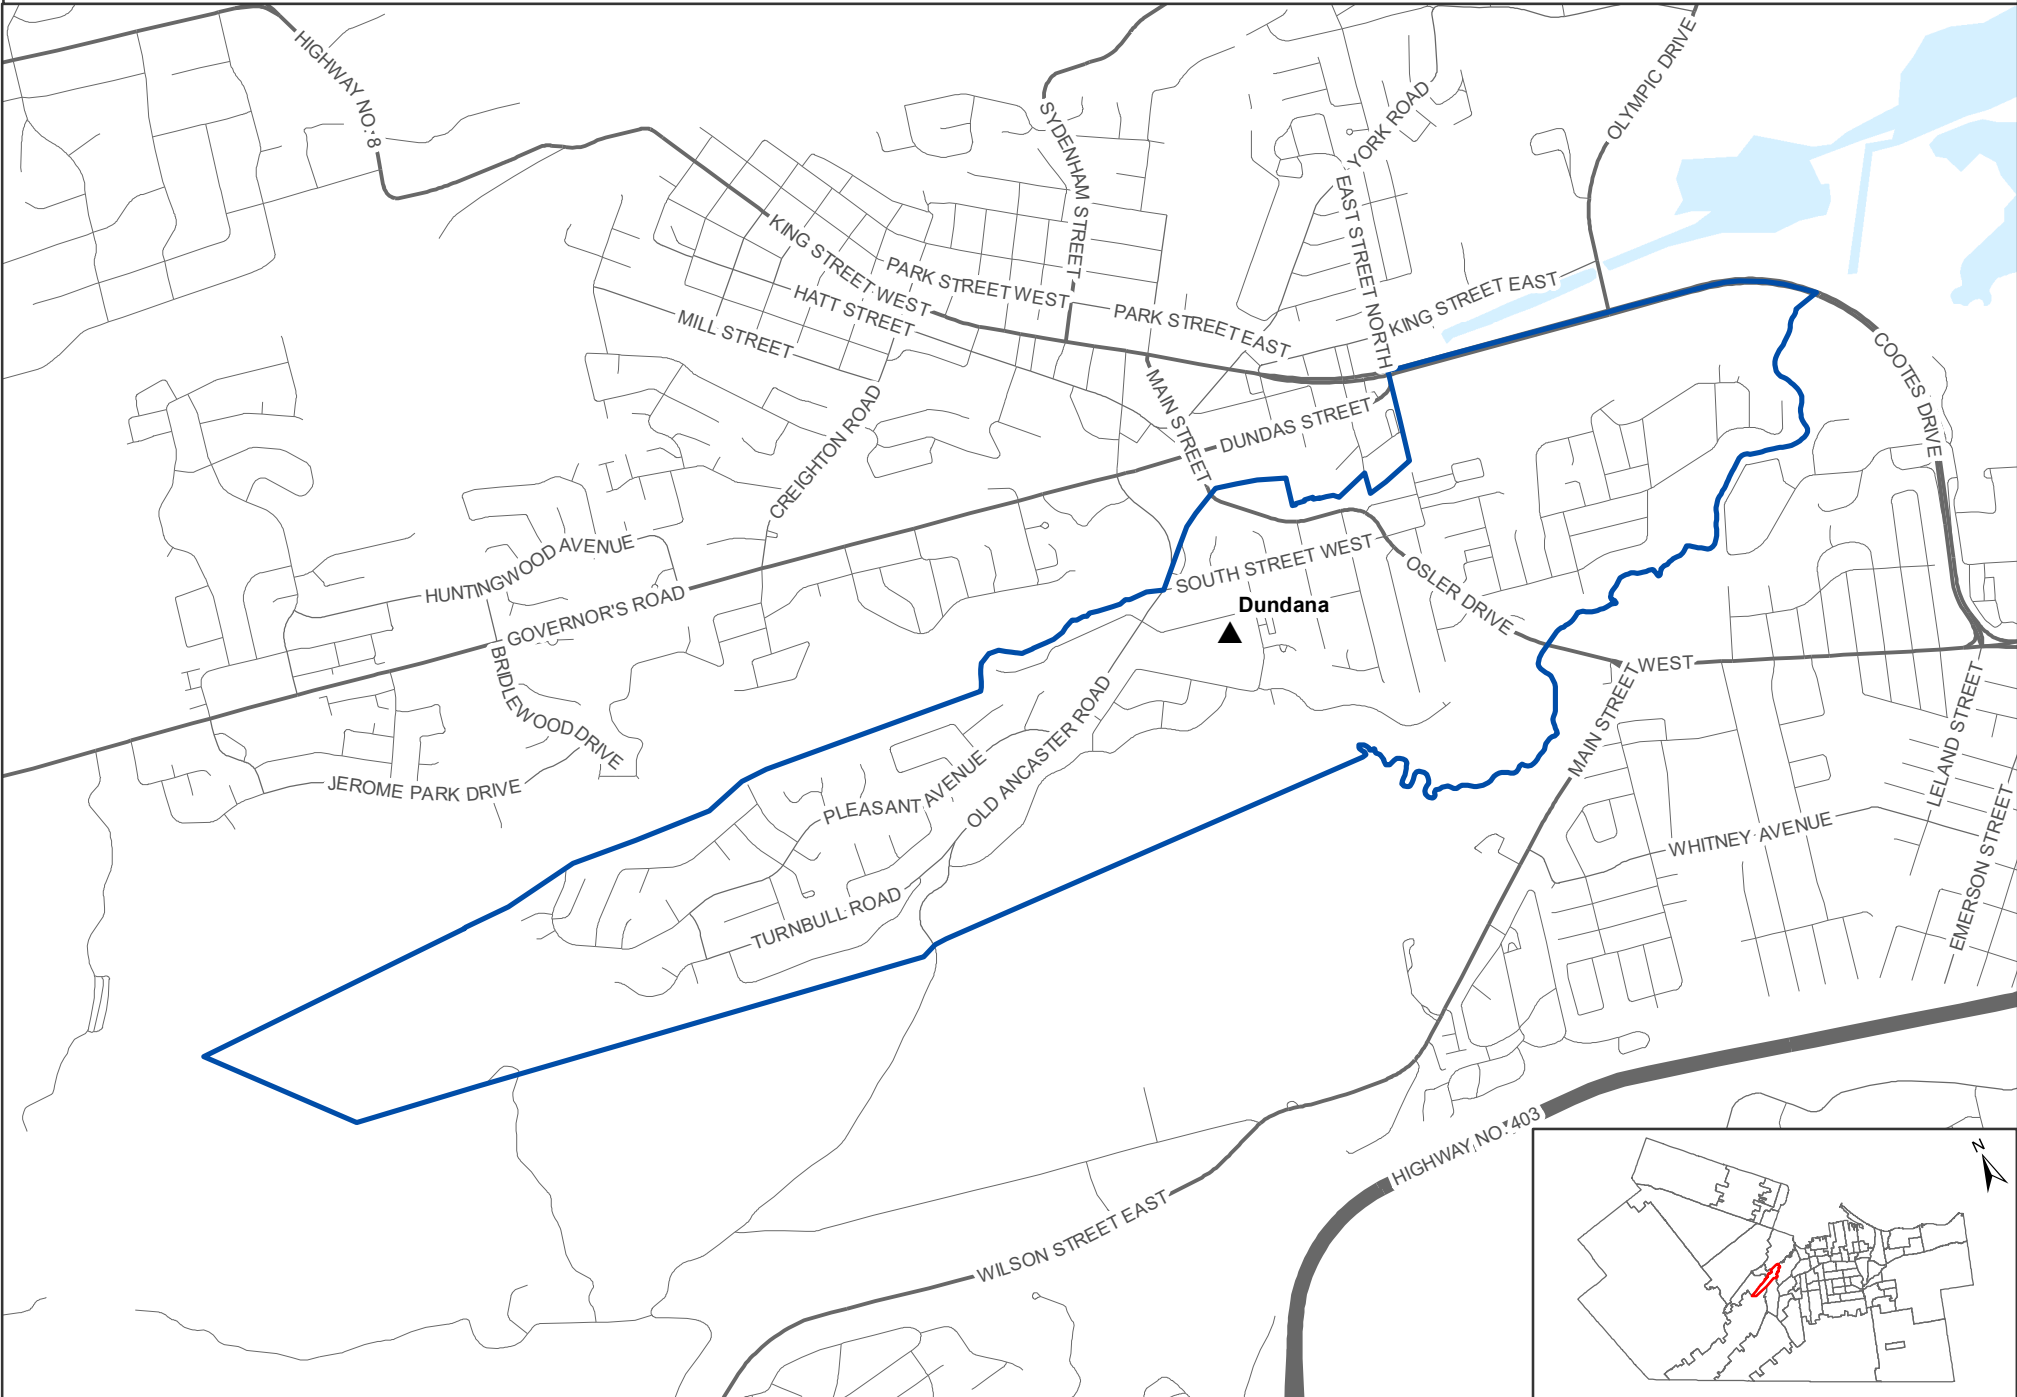 HIGHWAY NO. 8
OLYMPIC DRIVE
SYDENHAM STREET
YORK ROAD
EAST STREET NORTH
KING STREET WEST
PARK STREET WEST
HATT STREET
MILL STREET
PARK STREET EAST
KING STREET EAST
COOTES DRIVE
MAIN STREET
DUNDAS STREET
CREIGHTON ROAD
HUNTINGWOOD AVENUE
GOVERNOR'S ROAD
SOUTH STREET WEST
OSLER DRIVE
Dundana
BRIDLEWOOD DRIVE
MAIN STREET WEST
LELAND STREET
JEROME PARK DRIVE
PLEASANT AVENUE
OLD ANCASTER ROAD
WHITNEY AVENUE
EMERSON STREET
TURNBULL ROAD
HIGHWAY NO. 403
WILSON STREET EAST
N